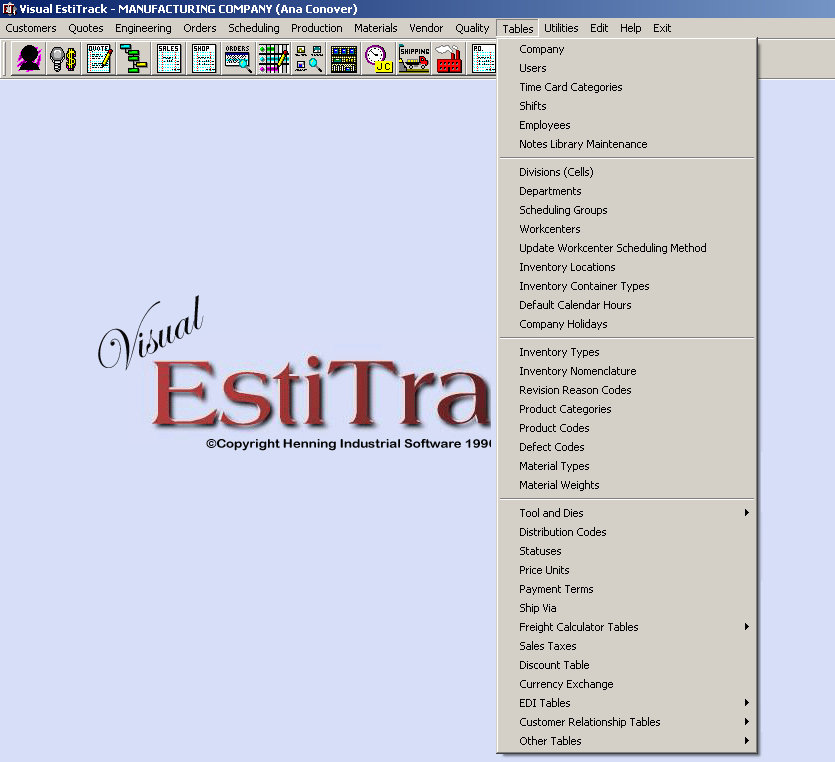 Visual EstiTrack - MANUFACTURING COMPANY (Ana Conover)
Customers Quotes Engineering Orders Scheduling Production Materials Vendor Quality Tables Utilities Edit Help Exit
QUOTE SALES SHOP ORDERS JC SHIPPING P.O.
Company
Users
Time Card Categories
Shifts
Employees
Notes Library Maintenance
Divisions (Cells)
Departments
Scheduling Groups
Workcenters
Update Workcenter Scheduling Method
Inventory Locations
Inventory Container Types
Default Calendar Hours
Company Holidays
Inventory Types
Inventory Nomenclature
Revision Reason Codes
Product Categories
Product Codes
Defect Codes
Material Types
Material Weights
Tool and Dies
Distribution Codes
Statuses
Price Units
Payment Terms
Ship Via
Freight Calculator Tables
Sales Taxes
Discount Table
Currency Exchange
EDI Tables
Customer Relationship Tables
Other Tables
Visual
EstiTra
©Copyright Henning Industrial Software 199